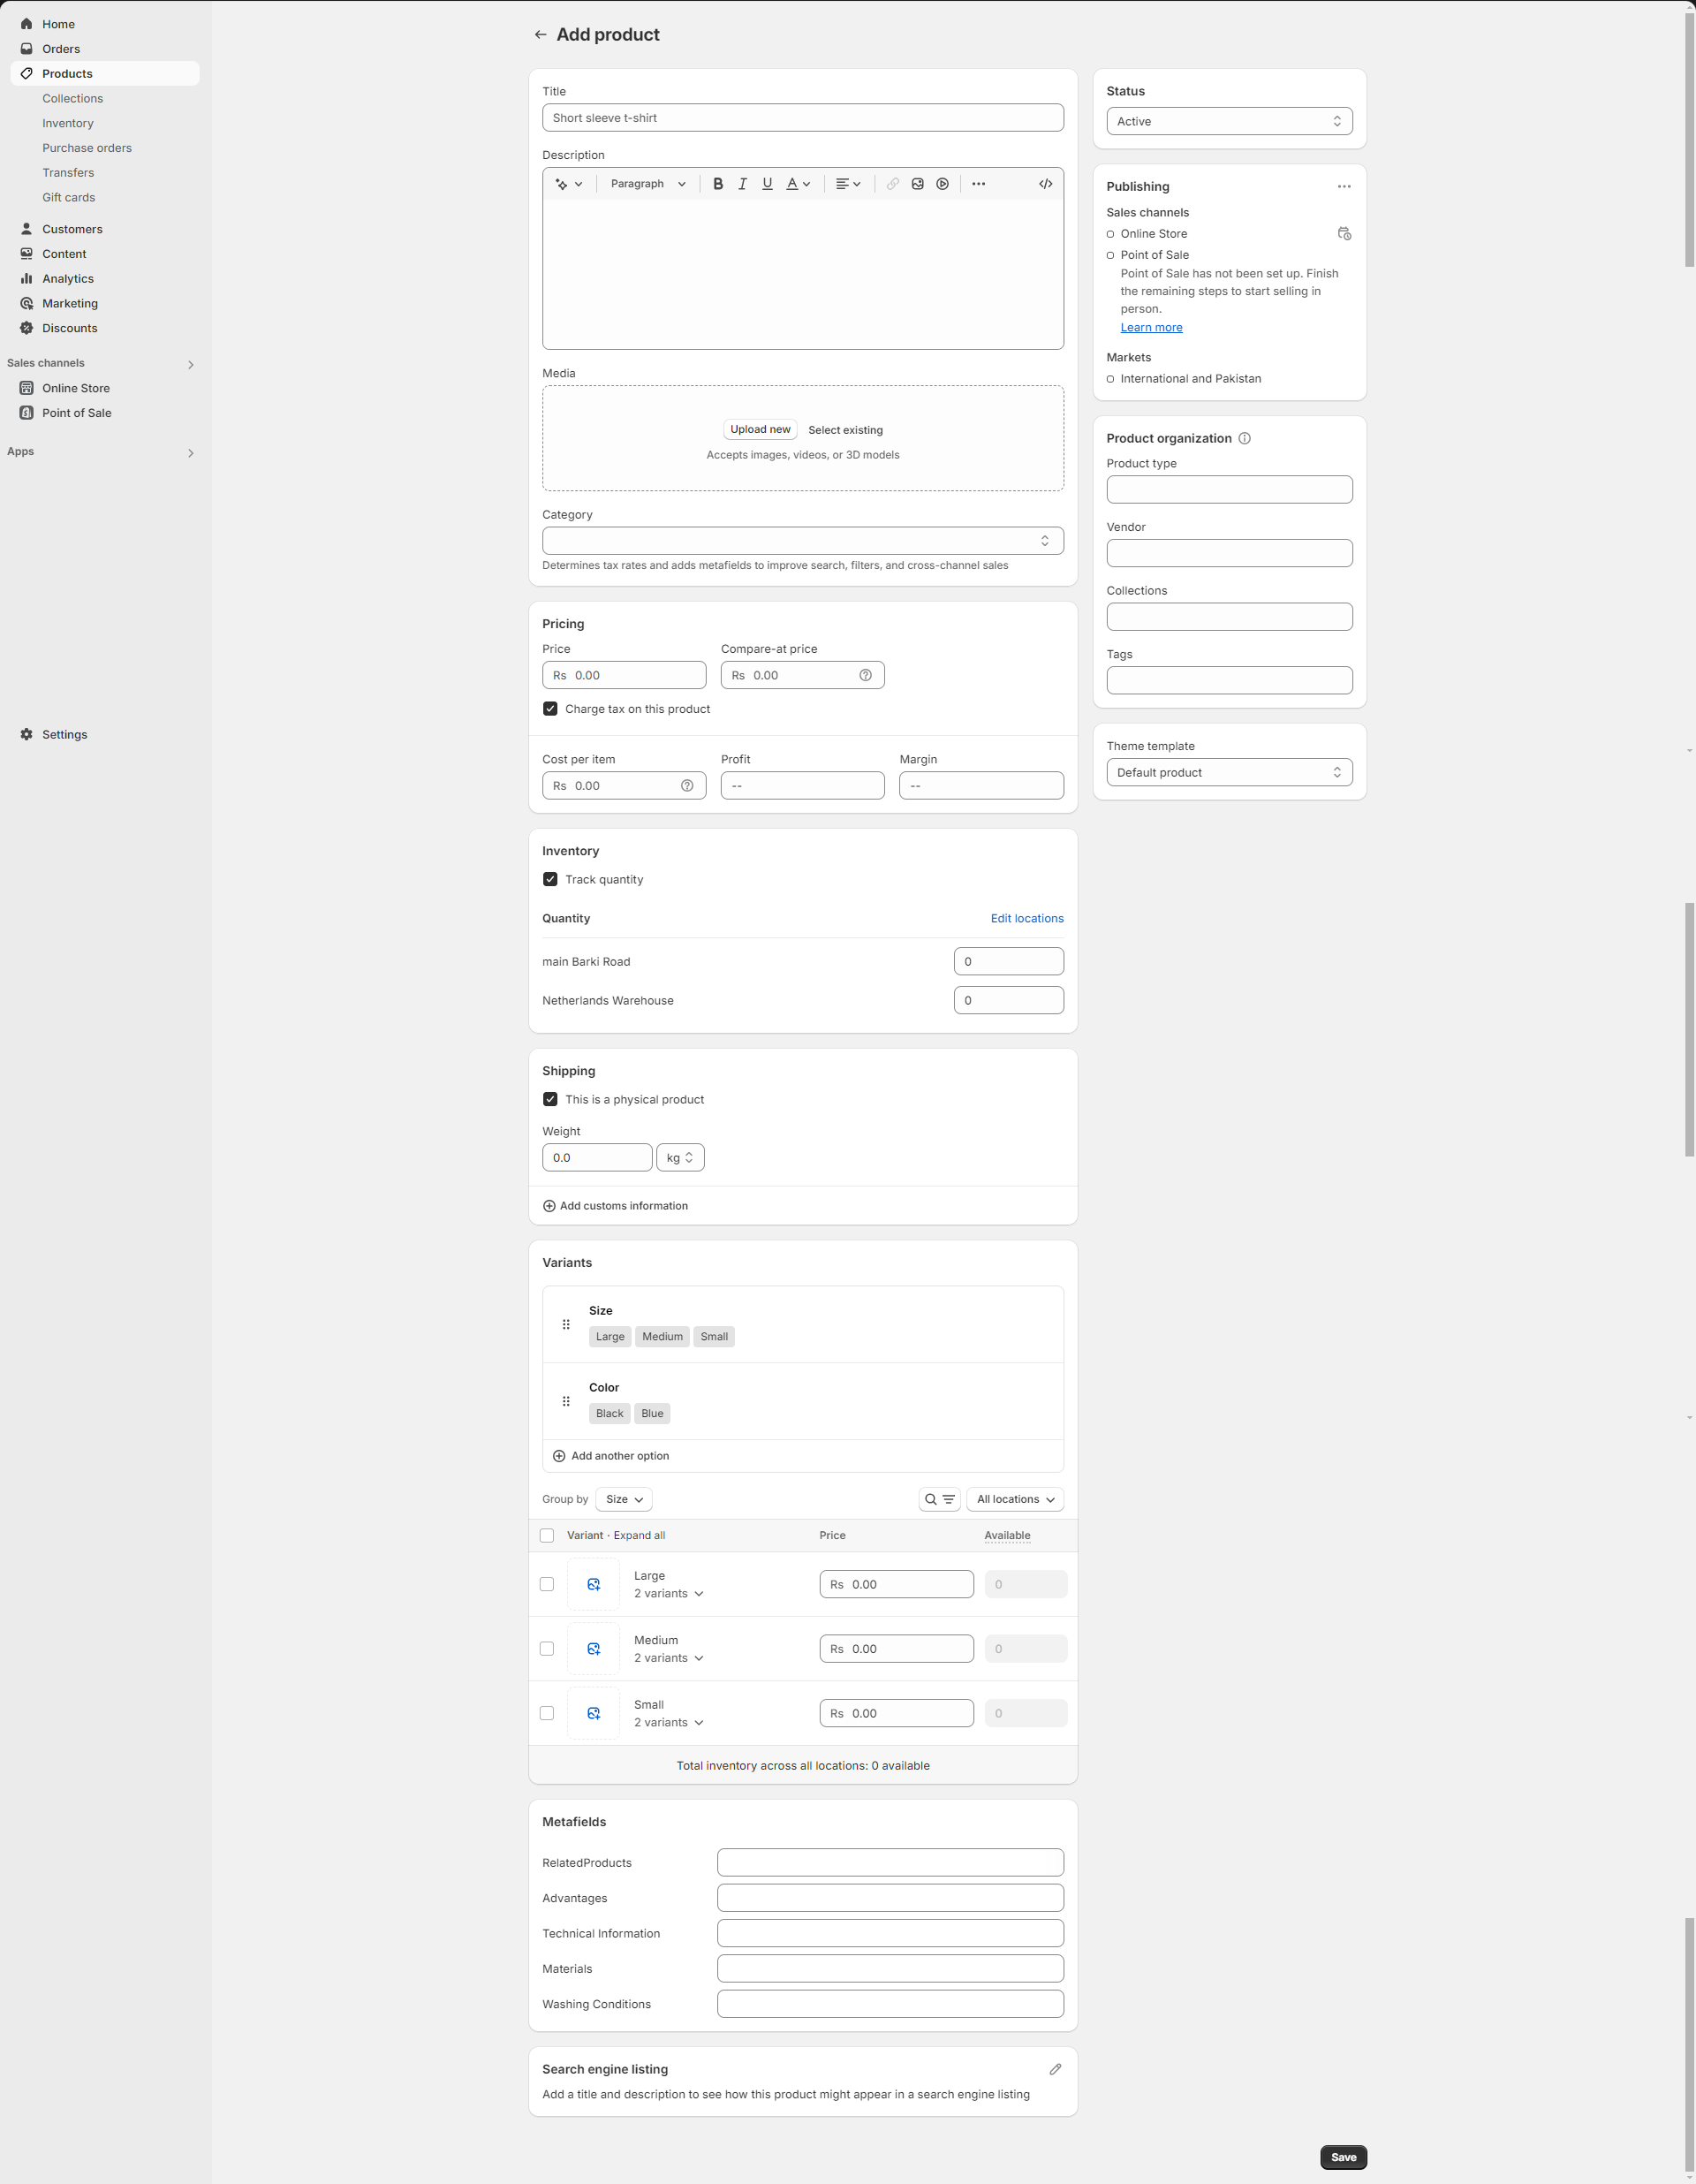 Home
Orders
Products
Collections
Inventory
Purchase orders
Transfers
Gift cards
Customers
Content
Analytics
Marketing
Discounts
Sales channels
Online Store
Point of Sale
Apps
Settings
Add product
Title
Short sleeve t-shirt
Description
Paragraph
B I U A
Media
Upload new Select existing
Accepts images, videos, or 3D models
Category
Determines tax rates and adds metafields to improve search, filters, and cross-channel sales
Pricing
Price Compare-at price
Rs 0.00 Rs 0.00
Charge tax on this product
Cost per item Profit Margin
Rs 0.00 -- --
Inventory
Track quantity
Quantity Edit locations
main Barki Road 0
Netherlands Warehouse 0
Shipping
This is a physical product
Weight
0.0 kg
Add customs information
Variants
Size
Large Medium Small
Color
Black Blue
Add another option
Group by Size All locations
Variant · Expand all Price Available
Large
2 variants Rs 0.00 0
Medium
2 variants Rs 0.00 0
Small
2 variants Rs 0.00 0
Total inventory across all locations: 0 available
Metafields
RelatedProducts
Advantages
Technical Information
Materials
Washing Conditions
Search engine listing
Add a title and description to see how this product might appear in a search engine listing
Status
Active
Publishing
Sales channels
Online Store
Point of Sale
Point of Sale has not been set up. Finish
the remaining steps to start selling in
person.
Learn more
Markets
International and Pakistan
Product organization
Product type
Vendor
Collections
Tags
Theme template
Default product
Save